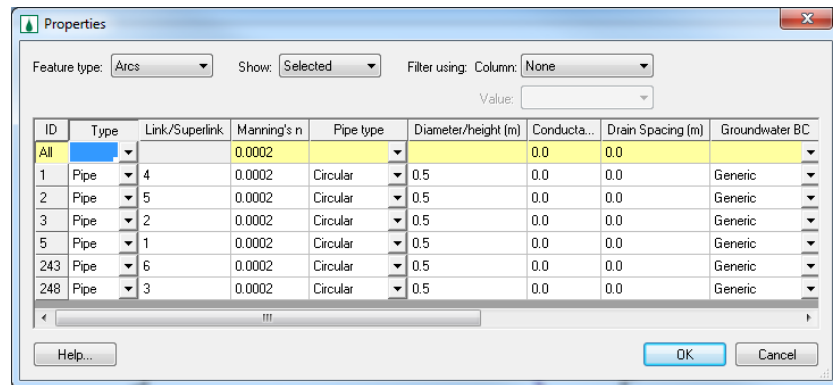 Properties
Feature type: Arcs Show: Selected Filter using: Column: None
Value:
ID Type Link/Superlink Manning's n Pipe type Diameter/height (m) Conducta... Drain Spacing (m) Groundwater BC
All 0.0002 0.0 0.0
1 Pipe 4 0.0002 Circular 0.5 0.0 0.0 Generic
2 Pipe 5 0.0002 Circular 0.5 0.0 0.0 Generic
3 Pipe 2 0.0002 Circular 0.5 0.0 0.0 Generic
5 Pipe 1 0.0002 Circular 0.5 0.0 0.0 Generic
243 Pipe 6 0.0002 Circular 0.5 0.0 0.0 Generic
248 Pipe 3 0.0002 Circular 0.5 0.0 0.0 Generic
Help... OK Cancel